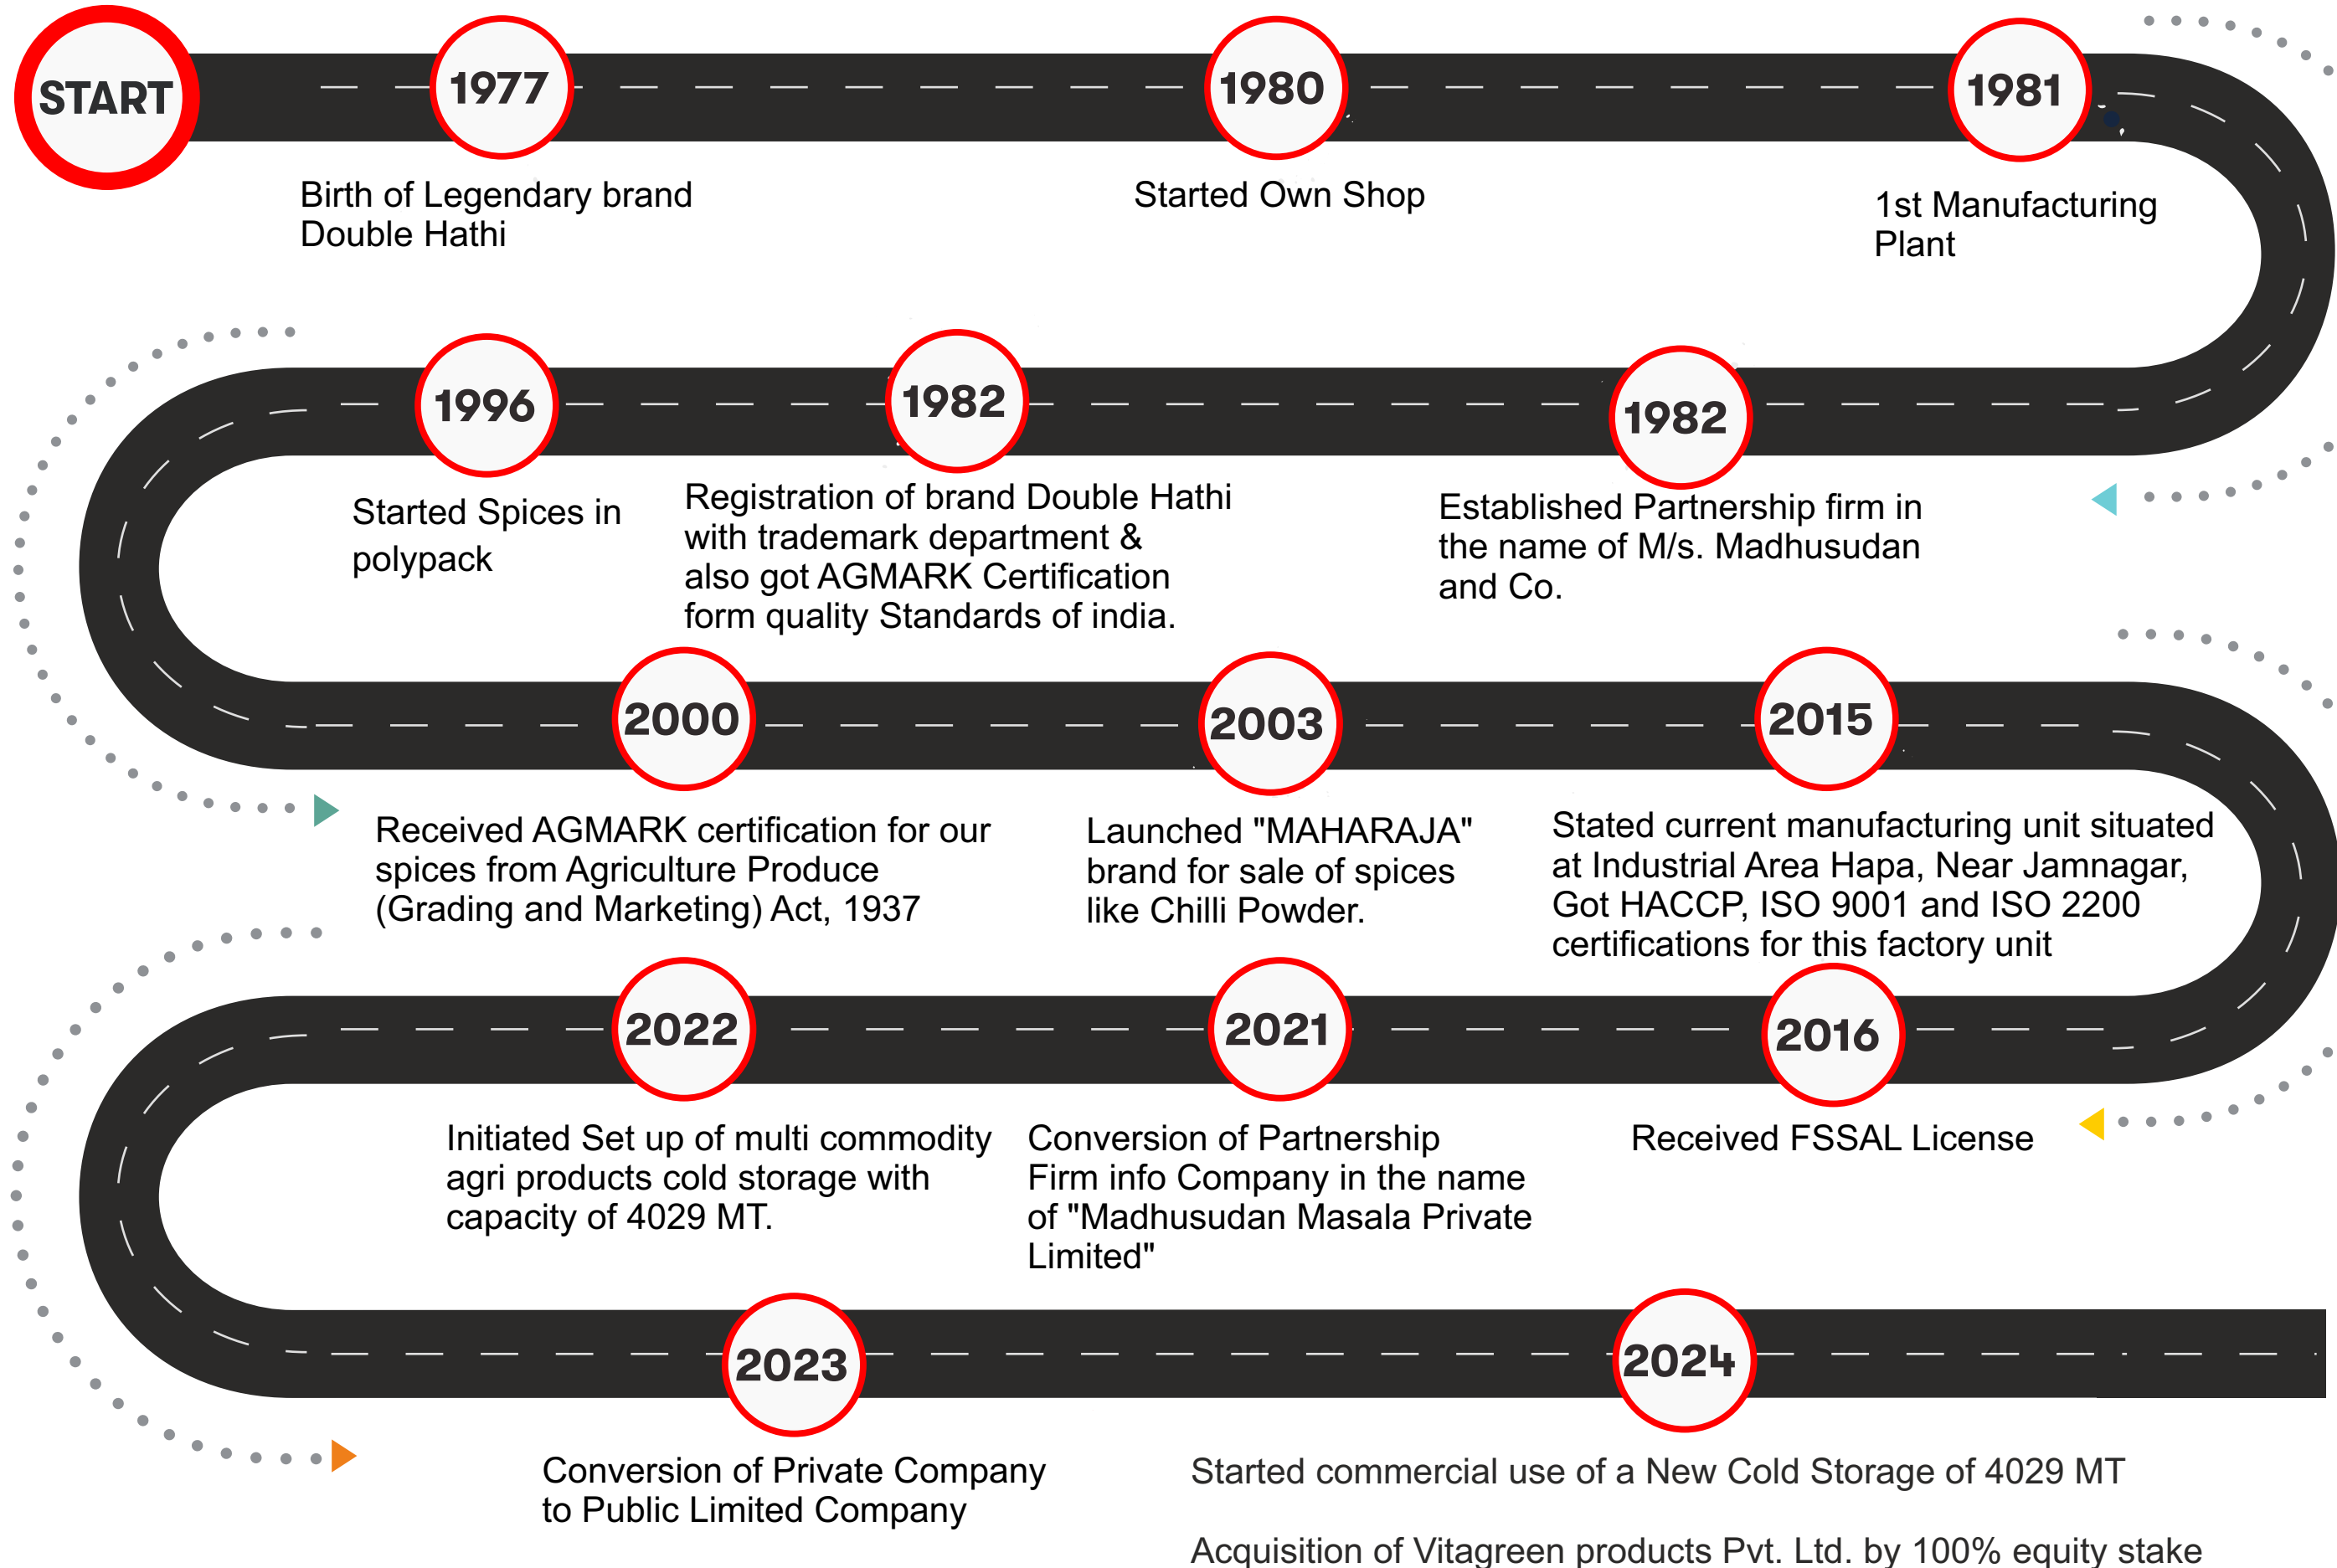 START
1977
Birth of Legendary brand
Double Hathi
1980
Started Own Shop
1981
1st Manufacturing
Plant
1982
Established Partnership firm in
the name of M/s. Madhusudan
and Co.
1982
Registration of brand Double Hathi
with trademark department &
also got AGMARK Certification
form quality Standards of india.
1996
Started Spices in
polypack
2000
Received AGMARK certification for our
spices from Agriculture Produce
(Grading and Marketing) Act, 1937
2003
Launched "MAHARAJA"
brand for sale of spices
like Chilli Powder.
2015
Stated current manufacturing unit situated
at Industrial Area Hapa, Near Jamnagar,
Got HACCP, ISO 9001 and ISO 2200
certifications for this factory unit
2016
Received FSSAL License
2021
Conversion of Partnership
Firm info Company in the name
of "Madhusudan Masala Private
Limited"
2022
Initiated Set up of multi commodity
agri products cold storage with
capacity of 4029 MT.
2023
Conversion of Private Company
to Public Limited Company
2024
Started commercial use of a New Cold Storage of 4029 MT
Acquisition of Vitagreen products Pvt. Ltd. by 100% equity stake